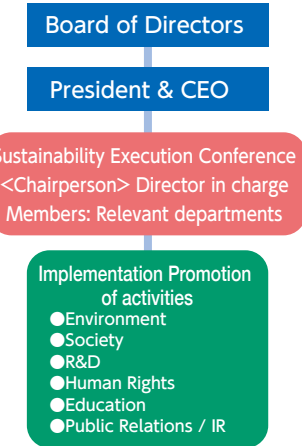 Board of Directors
President & CEO
Sustainability Execution Conference
<Chairperson> Director in charge
Members: Relevant departments
Implementation Promotion
of activities
●Environment
●Society
●R&D
●Human Rights
●Education
●Public Relations / IR